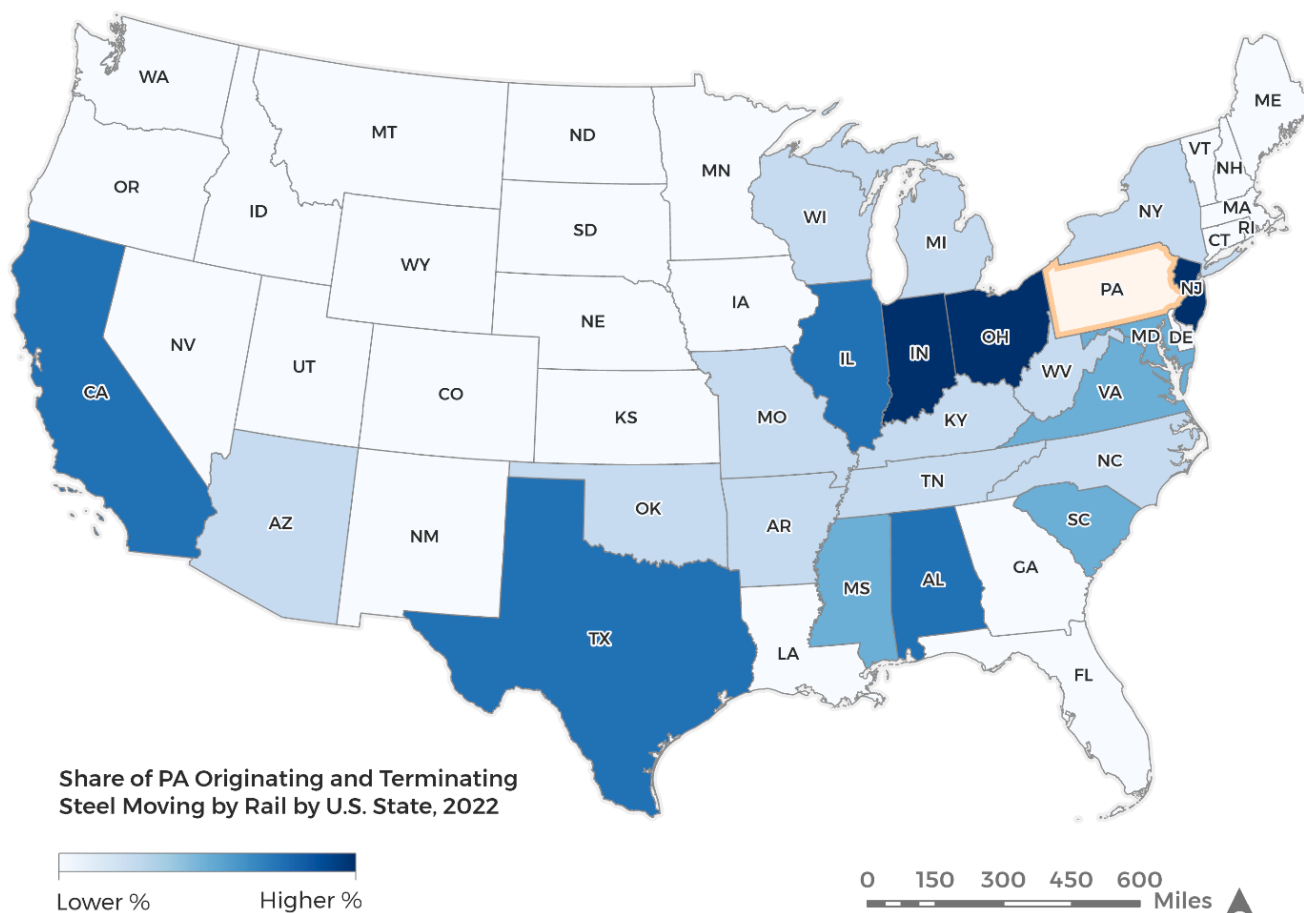 WA
MT
ND
MN
ME
VT
NH
OR
ID
SD
WI
MI
NY
MA
RI
CT
WY
IA
PA
NJ
NE
NV
UT
CO
IL
IN
OH
MD
DE
WV
VA
CA
KS
MO
KY
NC
TN
AZ
NM
OK
AR
SC
MS
AL
GA
TX
LA
FL
Share of PA Originating and Terminating
Steel Moving by Rail by U.S. State, 2022
Lower %
Higher %
0 150 300 450 600
Miles